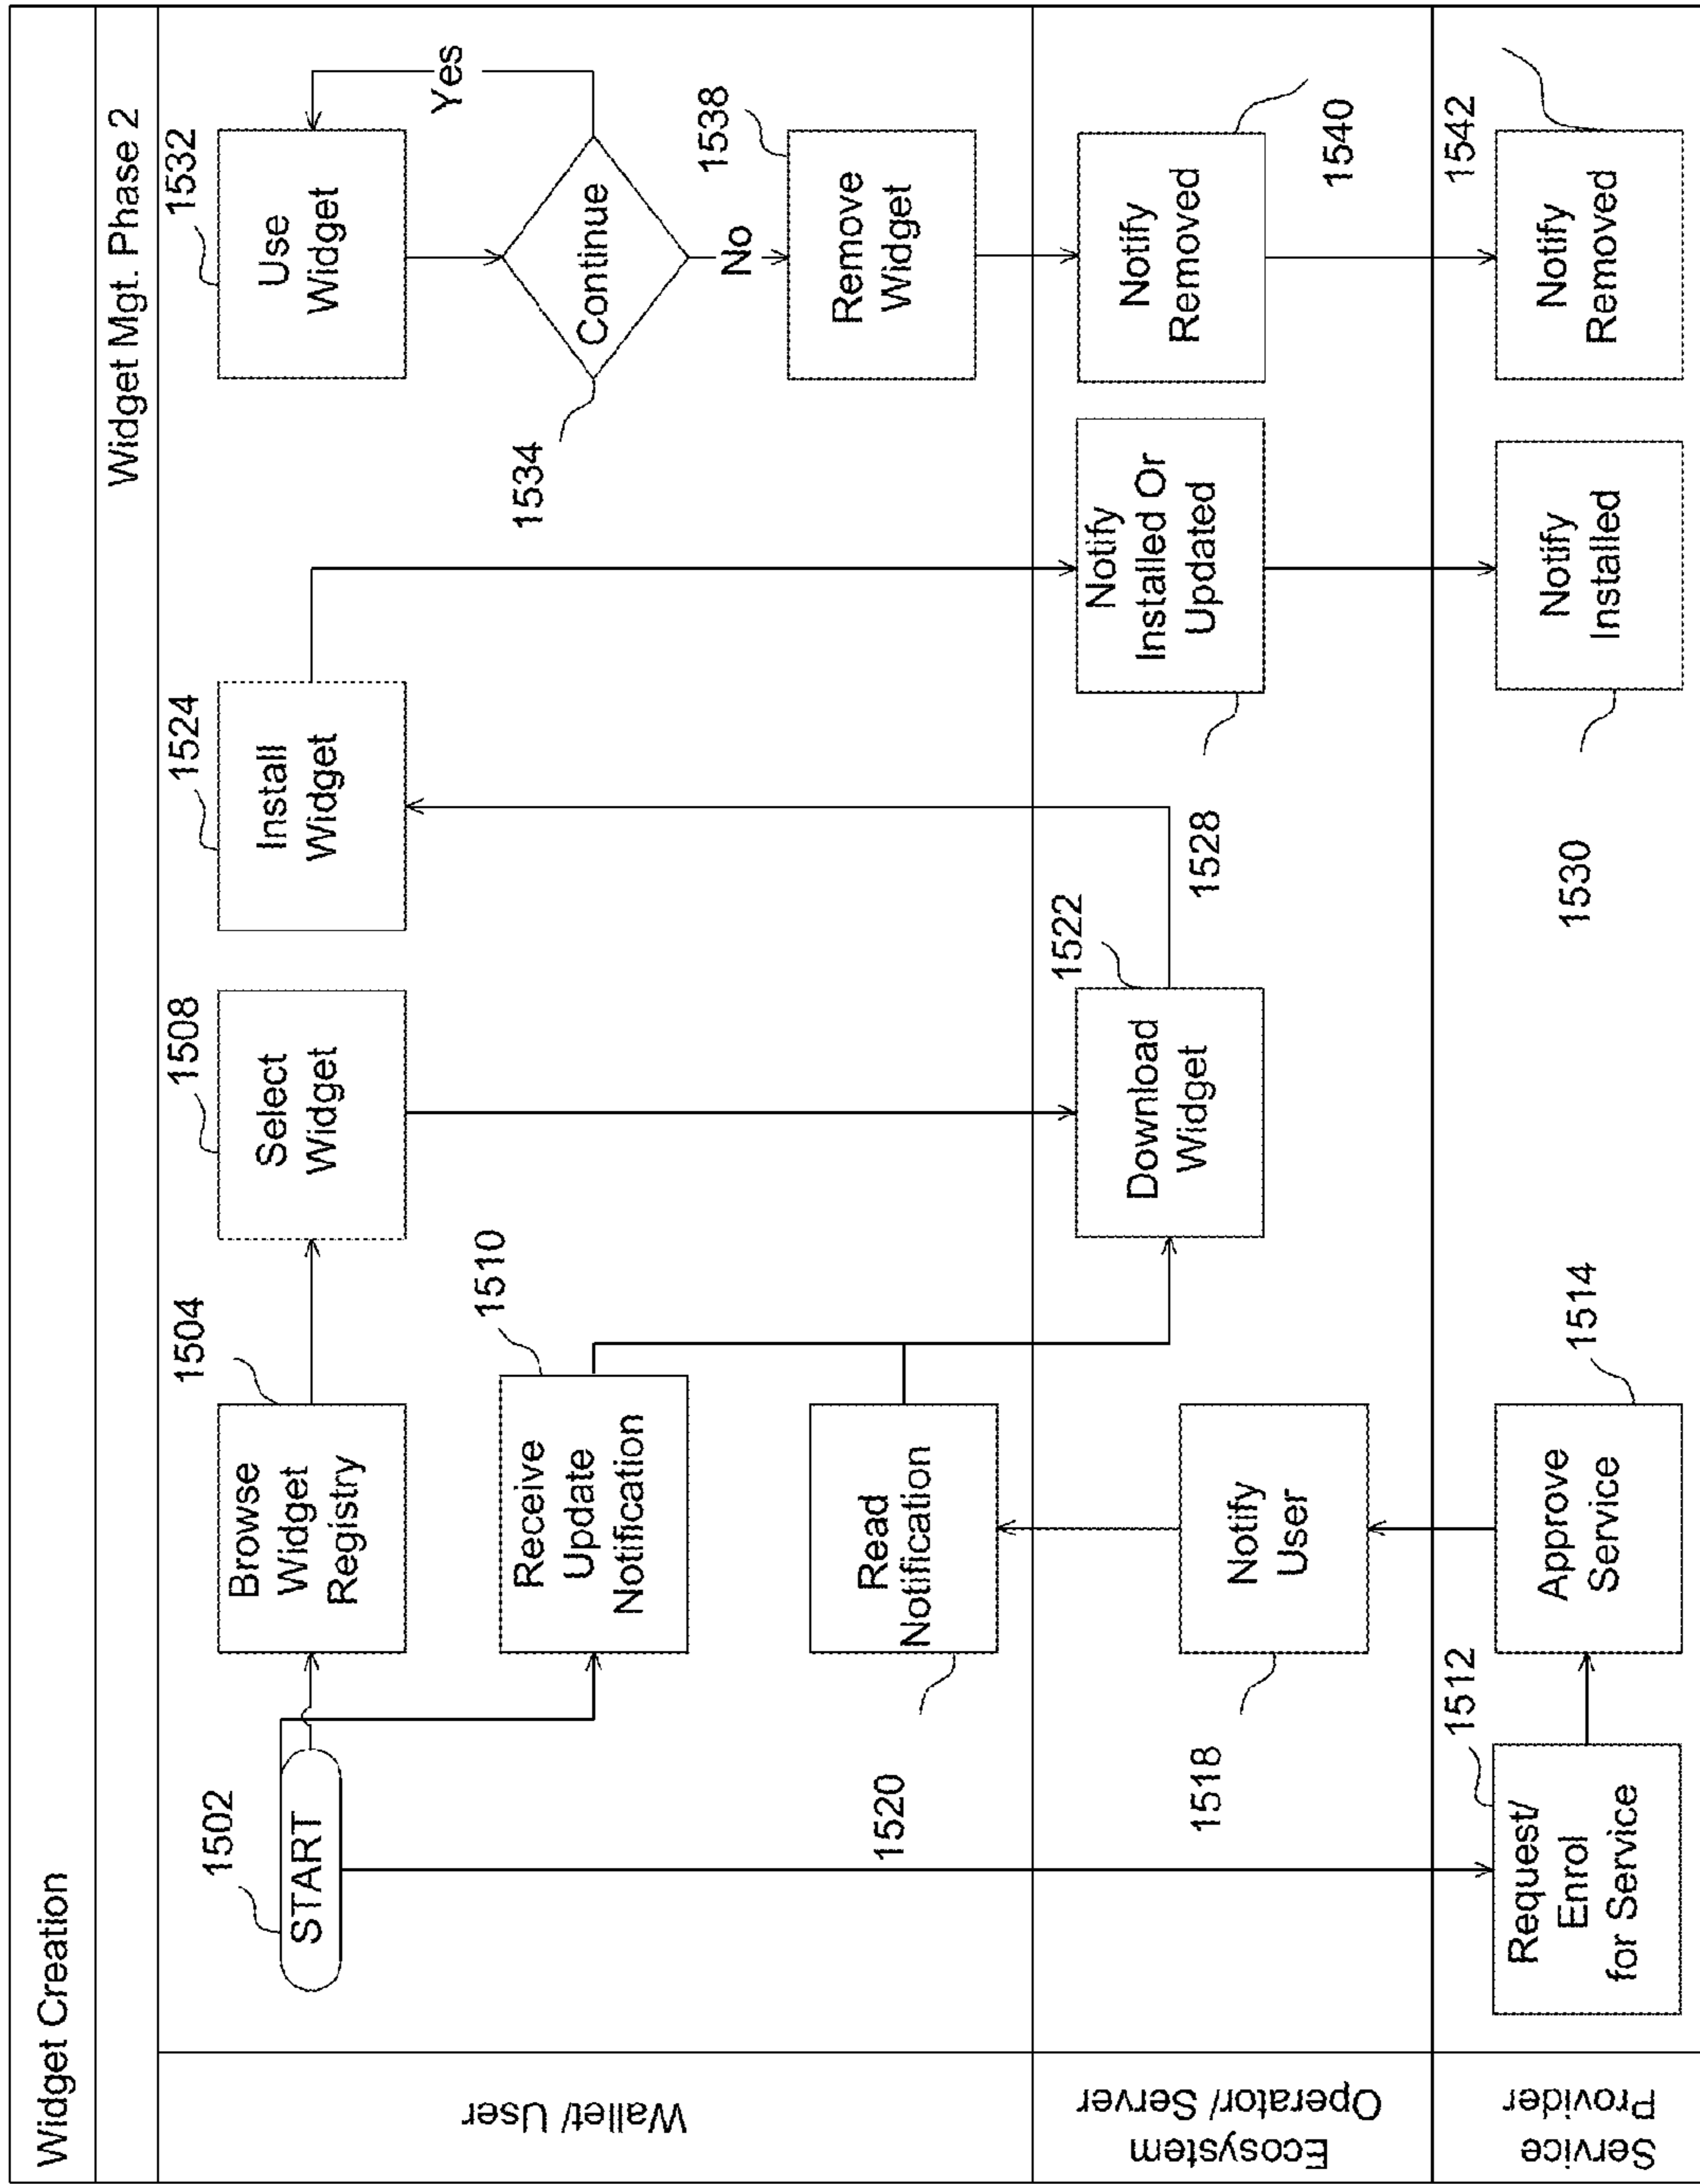 Widget Creation
Widget Mgt. Phase 2
Wallet/ User
1502
START
1504
Browse
Widget
Registry
1508
Select
Widget
1524
Install
Widget
1532
Use
Widget
Yes
1510
Receive
Update
Notification
1534
Continue
No
1520
Read
Notification
1538
Remove
Widget
Ecosystem
Operator/ Server
1518
Notify
User
1522
Download
Widget
1528
Notify
Installed Or
Updated
Notify
Removed
1540
Service
Provider
1512
Request/
Enrol
for Service
1514
Approve
Service
1530
Notify
Installed
1542
Notify
Removed